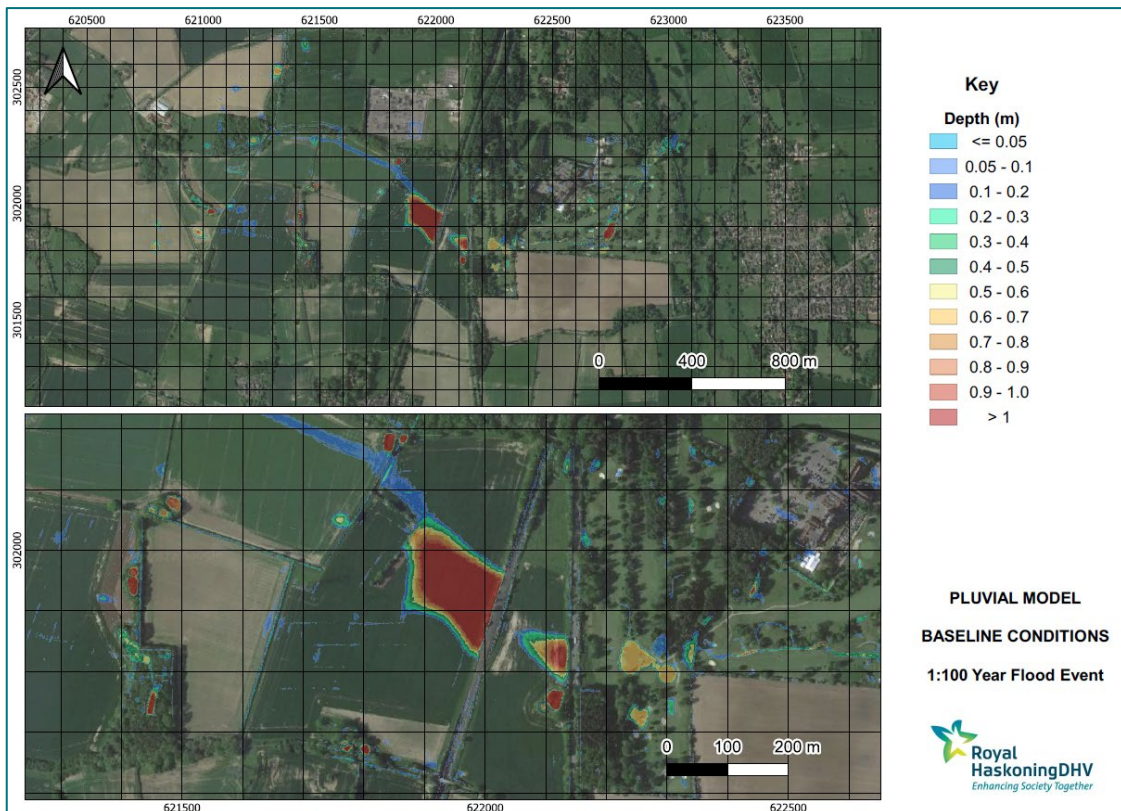 620500 621000 621500 622000 622500 623000 623500
302500
302000
301500
0 400 800 m
302000
0 100 200 m
621500 622000 622500
Key
Depth (m)
<= 0.05
0.05 - 0.1
0.1 - 0.2
0.2 - 0.3
0.3 - 0.4
0.4 - 0.5
0.5 - 0.6
0.6 - 0.7
0.7 - 0.8
0.8 - 0.9
0.9 - 1.0
> 1
PLUVIAL MODEL
BASELINE CONDITIONS
1:100 Year Flood Event
Royal
HaskoningDHV
Enhancing Society Together